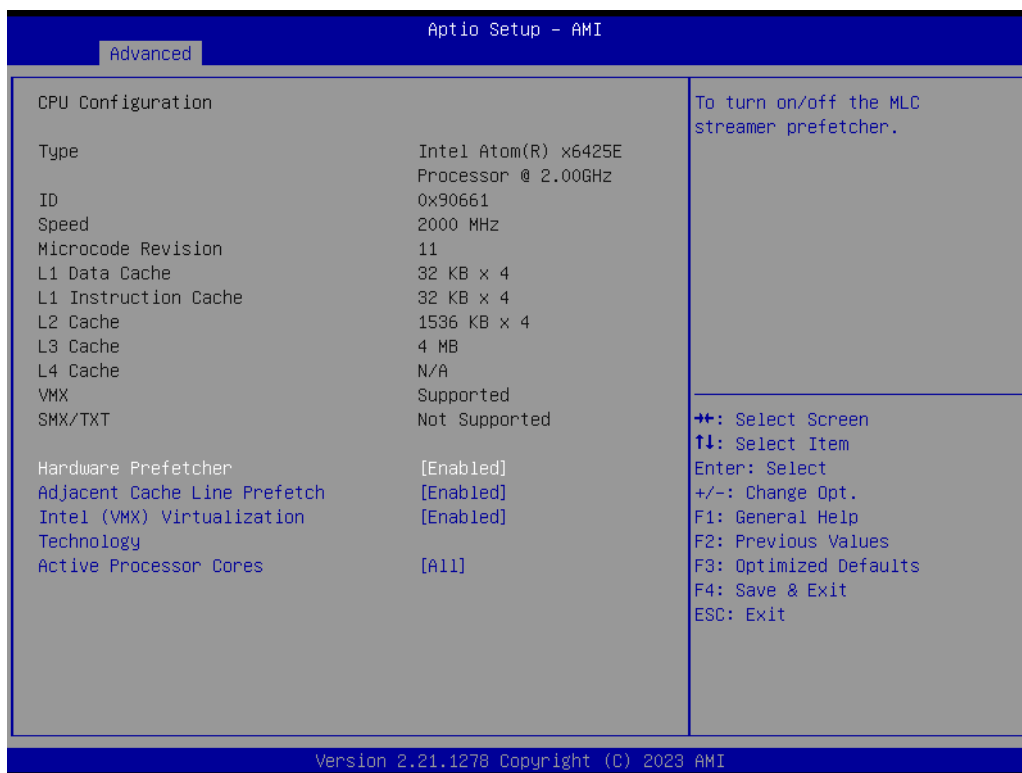 Aptio Setup – AMI
Advanced
CPU Configuration
Type Intel Atom(R) x6425E
Processor @ 2.00GHz
ID 0x90661
Speed 2000 MHz
Microcode Revision 11
L1 Data Cache 32 KB x 4
L1 Instruction Cache 32 KB x 4
L2 Cache 1536 KB x 4
L3 Cache 4 MB
L4 Cache N/A
VMX Supported
SMX/TXT Not Supported
Hardware Prefetcher [Enabled]
Adjacent Cache Line Prefetch [Enabled]
Intel (VMX) Virtualization [Enabled]
Technology
Active Processor Cores [All]
To turn on/off the MLC
streamer prefetcher.
→←: Select Screen
↑↓: Select Item
Enter: Select
+/-: Change Opt.
F1: General Help
F2: Previous Values
F3: Optimized Defaults
F4: Save & Exit
ESC: Exit
Version 2.21.1278 Copyright (C) 2023 AMI